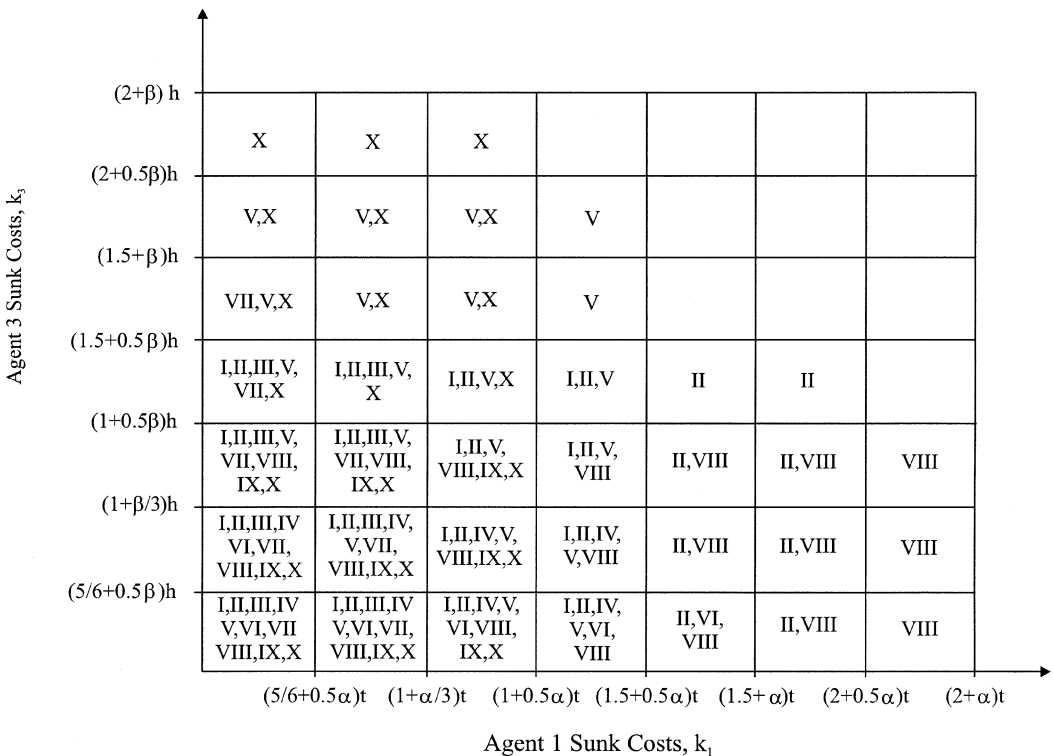 (2+β) h
X
X
X
(2+0.5β)h
V,X
V,X
V,X
V
(1.5+β)h
VII,V,X
V,X
V,X
V
(1.5+0.5β)h
I,II,III,V,
VII,X
I,II,III,V,
X
I,II,V,X
I,II,V
II
II
(1+0.5β)h
I,II,III,V,
VII,VIII,
IX,X
I,II,III,V,
VII,VIII,
IX,X
I,II,V,
VIII,IX,X
I,II,V,
VIII
II,VIII
II,VIII
VIII
(1+β/3)h
I,II,III,IV
VI,VII,
VIII,IX,X
I,II,III,IV,
V,VII,
VIII,IX,X
I,II,IV,V,
VIII,IX,X
I,II,IV,
V,VIII
II,VIII
II,VIII
VIII
(5/6+0.5β)h
I,II,III,IV
V,VI,VII
VIII,IX,X
I,II,III,IV
V,VI,VII,
VIII,IX,X
I,II,IV,V,
VI,VIII,
IX,X
I,II,IV,
V,VI,
VIII
II,VI,
VIII
II,VIII
VIII
(5/6+0.5α)t
(1+α/3)t
(1+0.5α)t
(1.5+0.5α)t
(1.5+α)t
(2+0.5α)t
(2+α)t
Agent 3 Sunk Costs, k₃
Agent 1 Sunk Costs, k₁